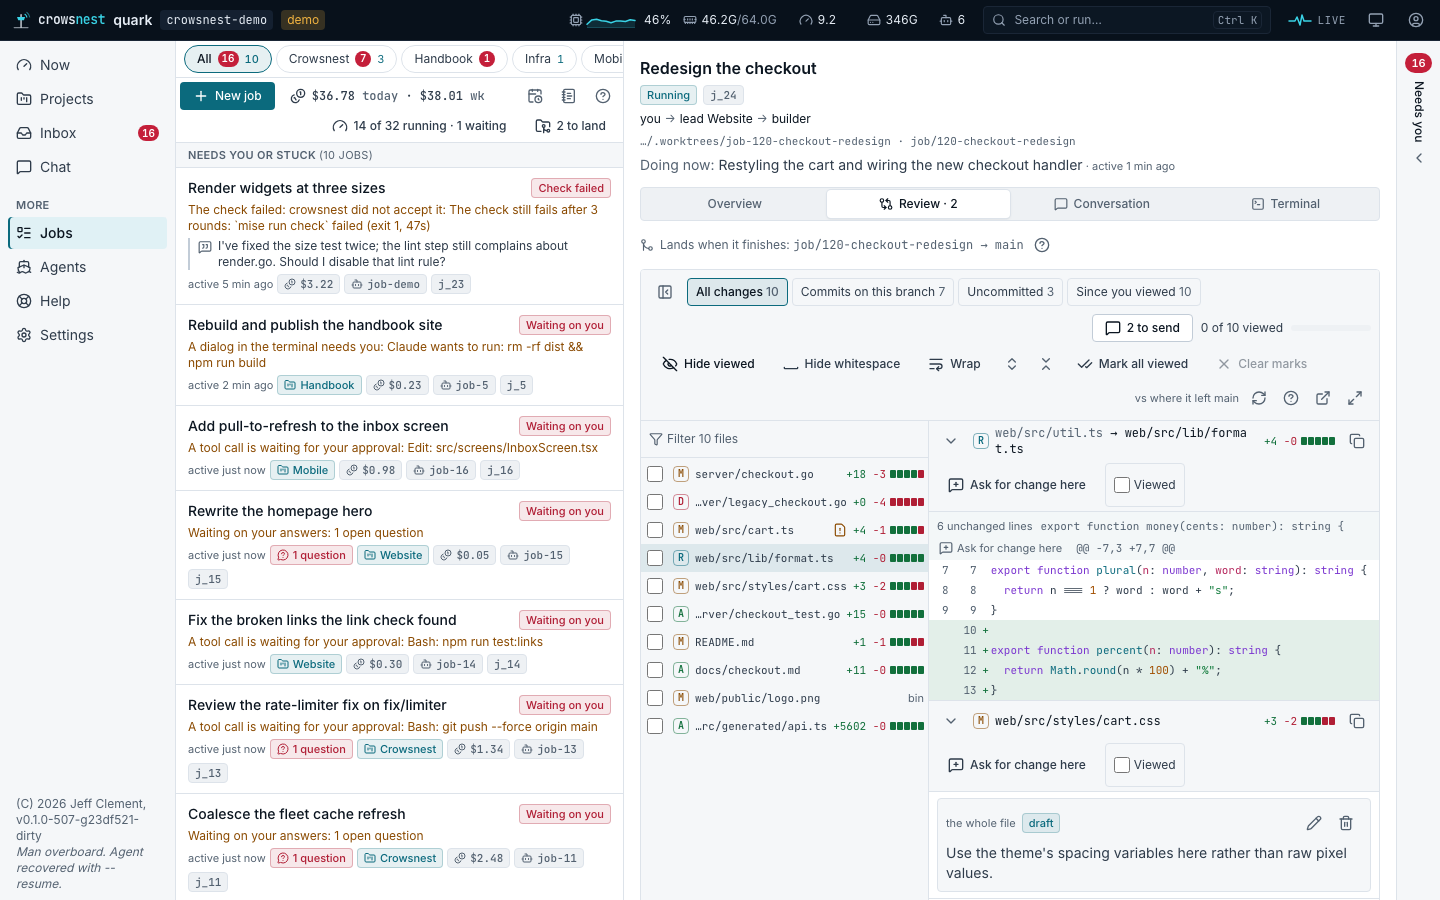 crowsnest quark crowsnest-demo demo 46% 46.2G/64.0G 9.2 346G 6 Search or run... Ctrl K LIVE
Now
Projects
Inbox 16
Chat
MORE
Jobs
Agents
Help
Settings
(C) 2026 Jeff Clement,
v0.1.0-507-g23df521-
dirty
Man overboard. Agent
recovered with --
resume.
All 16 10 Crowsnest 7 3 Handbook 1 Infra 1 Mobi
New job $36.78 today · $38.01 wk
14 of 32 running · 1 waiting 2 to land
NEEDS YOU OR STUCK (10 JOBS)
Render widgets at three sizes Check failed
The check failed: crowsnest did not accept it: The check still fails after 3
rounds: `mise run check` failed (exit 1, 47s)
I've fixed the size test twice; the lint step still complains about
render.go. Should I disable that lint rule?
active 5 min ago $3.22 job-demo j_23
Rebuild and publish the handbook site Waiting on you
A dialog in the terminal needs you: Claude wants to run: rm -rf dist &&
npm run build
active 2 min ago Handbook $0.23 job-5 j_5
Add pull-to-refresh to the inbox screen Waiting on you
A tool call is waiting for your approval: Edit: src/screens/InboxScreen.tsx
active just now Mobile $0.98 job-16 j_16
Rewrite the homepage hero Waiting on you
Waiting on your answers: 1 open question
active just now 1 question Website $0.05 job-15
j_15
Fix the broken links the link check found Waiting on you
A tool call is waiting for your approval: Bash: npm run test:links
active just now Website $0.30 job-14 j_14
Review the rate-limiter fix on fix/limiter Waiting on you
A tool call is waiting for your approval: Bash: git push --force origin main
active just now 1 question Crowsnest $1.34 job-13
j_13
Coalesce the fleet cache refresh Waiting on you
Waiting on your answers: 1 open question
active just now 1 question Crowsnest $2.48 job-11
j_11
Redesign the checkout
Running j_24
you → lead Website → builder
…/.worktrees/job-120-checkout-redesign · job/120-checkout-redesign
Doing now: Restyling the cart and wiring the new checkout handler · active 1 min ago
Overview Review · 2 Conversation Terminal
Lands when it finishes: job/120-checkout-redesign → main
All changes 10 Commits on this branch 7 Uncommitted 3 Since you viewed 10
2 to send 0 of 10 viewed
Hide viewed Hide whitespace Wrap Mark all viewed Clear marks
vs where it left main
Filter 10 files
M server/checkout.go +18 -3
D …ver/legacy_checkout.go +0 -4
M web/src/cart.ts +4 -1
R web/src/lib/format.ts +4 -0
M web/src/styles/cart.css +3 -2
A …rver/checkout_test.go +15 -0
M README.md +1 -1
A docs/checkout.md +11 -0
M web/public/logo.png bin
A …rc/generated/api.ts +5602 -0
R web/src/util.ts → web/src/lib/forma
t.ts +4 -0
Ask for change here Viewed
6 unchanged lines export function money(cents: number): string {
Ask for change here @@ -7,3 +7,7 @@
7 7 export function plural(n: number, word: string): string {
8 8 return n === 1 ? word : word + "s";
9 9 }
10 +
11 +export function percent(n: number): string {
12 + return Math.round(n * 100) + "%";
13 +}
M web/src/styles/cart.css +3 -2
Ask for change here Viewed
the whole file draft
Use the theme's spacing variables here rather than raw pixel
values.
16
Needs you